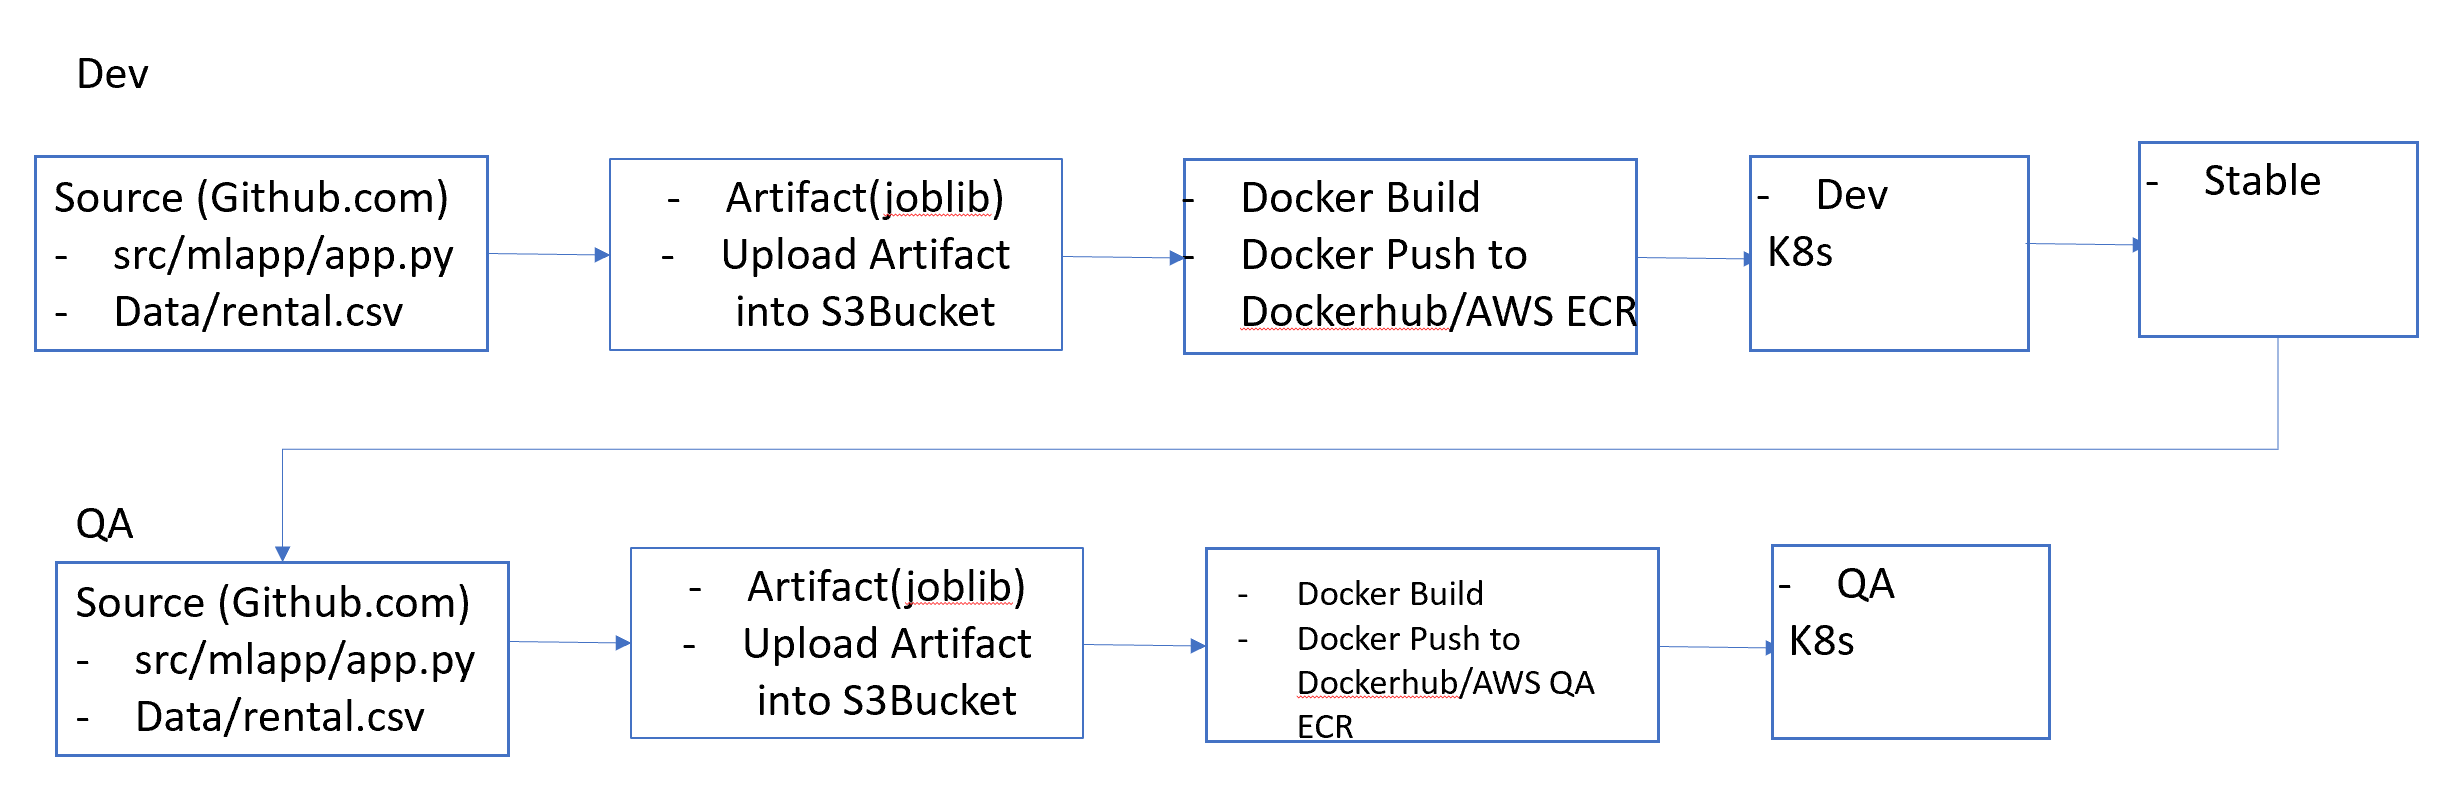 Dev
Source (Github.com)
- src/mlapp/app.py
- Data/rental.csv
- Artifact(joblib)
- Upload Artifact
into S3Bucket
- Docker Build
- Docker Push to
Dockerhub/AWS ECR
- Dev
K8s
- Stable
QA
Source (Github.com)
- src/mlapp/app.py
- Data/rental.csv
- Artifact(joblib)
- Upload Artifact
into S3Bucket
- Docker Build
- Docker Push to
Dockerhub/AWS QA
ECR
- QA
K8s